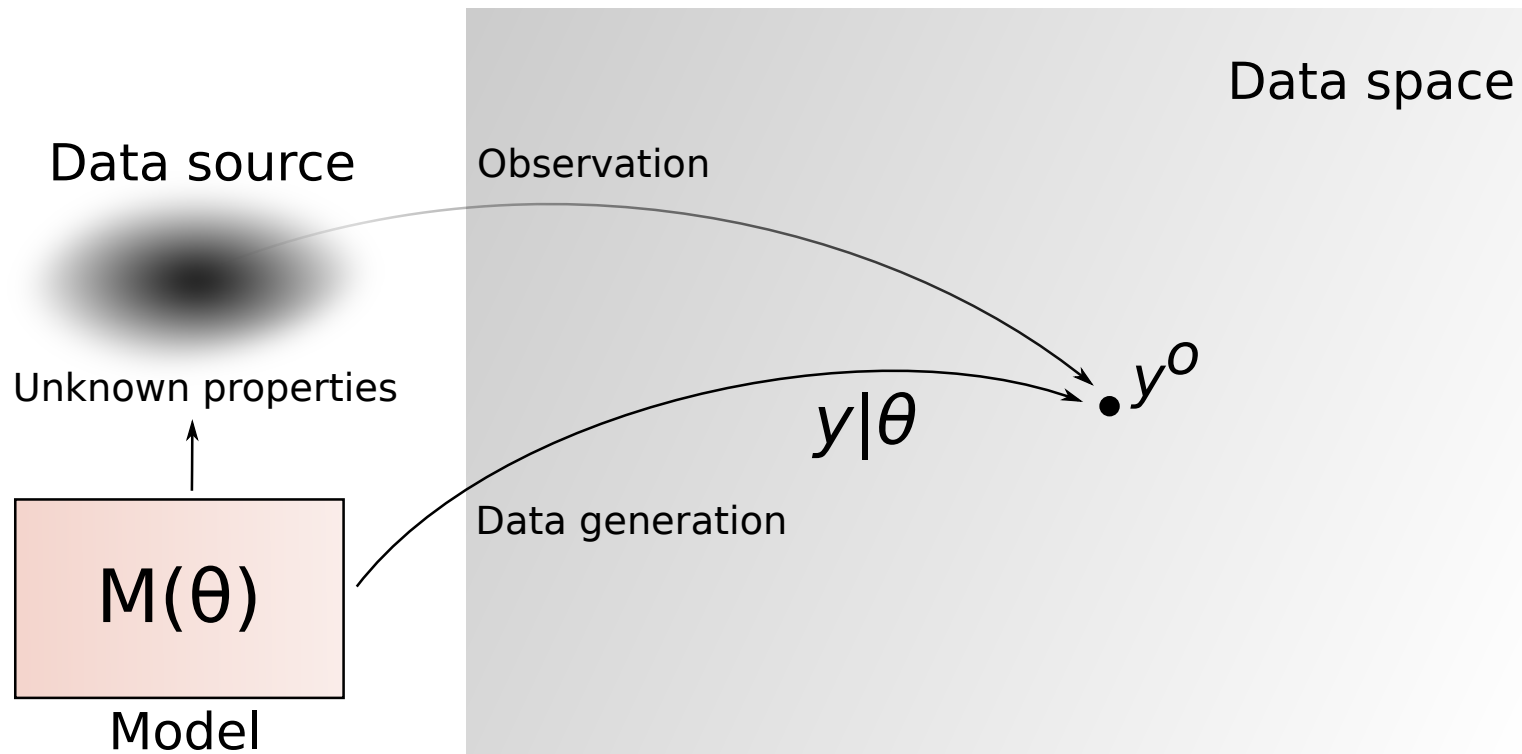 Data space
Data source
Observation
Unknown properties
y^o
y|θ
Data generation
M(θ)
Model